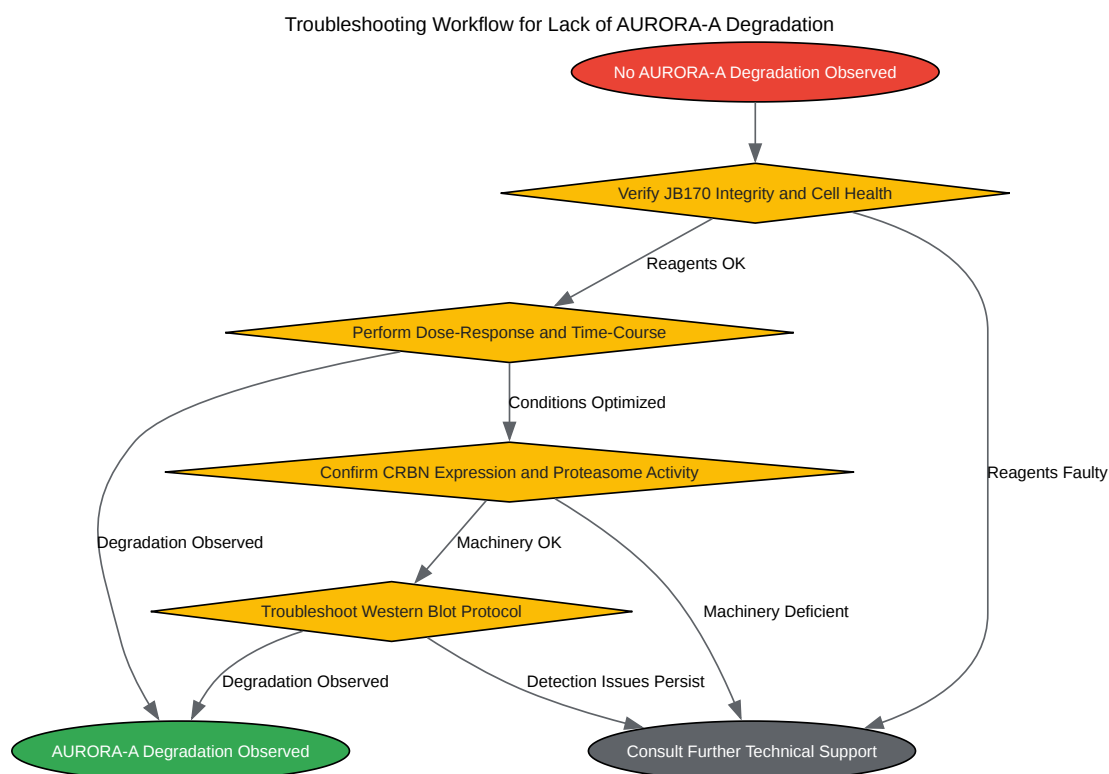 Troubleshooting Workflow for Lack of AURORA-A Degradation
No AURORA-A Degradation Observed
Verify JB170 Integrity and Cell Health
Reagents OK
Perform Dose-Response and Time-Course
Conditions Optimized
Confirm CRBN Expression and Proteasome Activity
Reagents Faulty
Degradation Observed
Machinery OK
Troubleshoot Western Blot Protocol
Machinery Deficient
Degradation Observed
Detection Issues Persist
AURORA-A Degradation Observed
Consult Further Technical Support